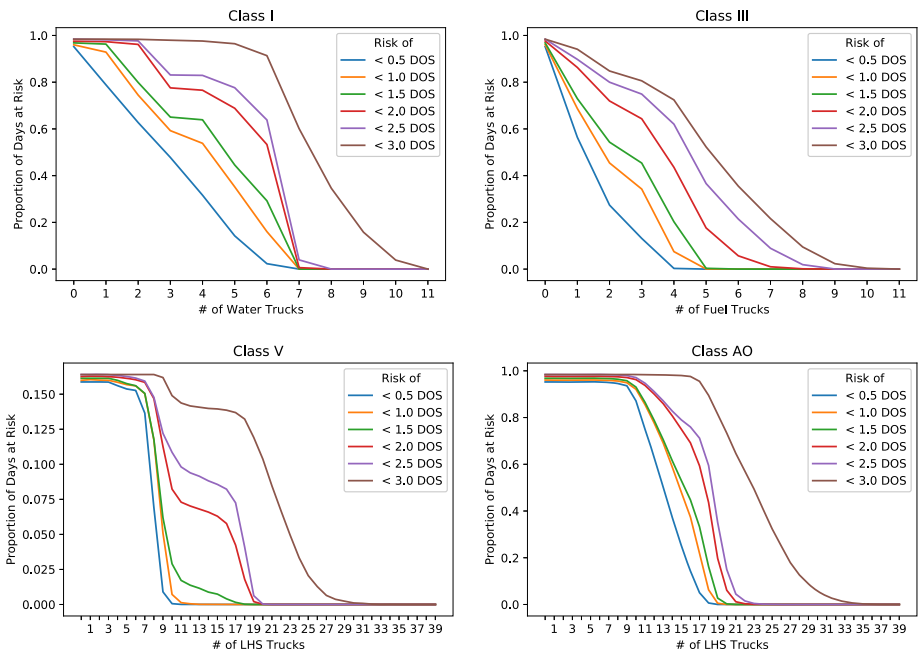 Class I
Proportion of Days at Risk
1.0
0.8
0.6
0.4
0.2
0.0
Risk of
< 0.5 DOS
< 1.0 DOS
< 1.5 DOS
< 2.0 DOS
< 2.5 DOS
< 3.0 DOS
0 1 2 3 4 5 6 7 8 9 10 11
# of Water Trucks
Class III
Proportion of Days at Risk
1.0
0.8
0.6
0.4
0.2
0.0
Risk of
< 0.5 DOS
< 1.0 DOS
< 1.5 DOS
< 2.0 DOS
< 2.5 DOS
< 3.0 DOS
0 1 2 3 4 5 6 7 8 9 10 11
# of Fuel Trucks
Class V
Proportion of Days at Risk
0.150
0.125
0.100
0.075
0.050
0.025
0.000
Risk of
< 0.5 DOS
< 1.0 DOS
< 1.5 DOS
< 2.0 DOS
< 2.5 DOS
< 3.0 DOS
1 3 5 7 9 11 13 15 17 19 21 23 25 27 29 31 33 35 37 39
# of LHS Trucks
Class AO
Proportion of Days at Risk
1.0
0.8
0.6
0.4
0.2
0.0
Risk of
< 0.5 DOS
< 1.0 DOS
< 1.5 DOS
< 2.0 DOS
< 2.5 DOS
< 3.0 DOS
1 3 5 7 9 11 13 15 17 19 21 23 25 27 29 31 33 35 37 39
# of LHS Trucks